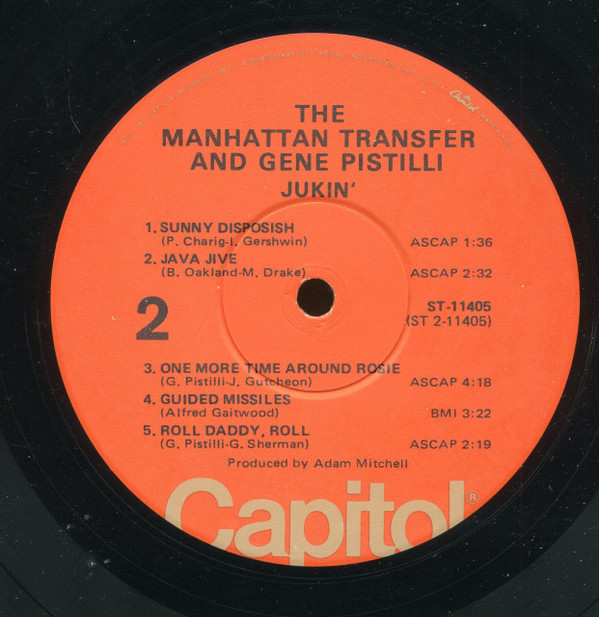 THE
MANHATTAN TRANSFER
AND GENE PISTILLI
JUKIN'
1. SUNNY DISPOSISH
(P. Charig-I. Gershwin) ASCAP 1:36
2. JAVA JIVE
(B. Oakland-M. Drake) ASCAP 2:32
2
ST-11405
(ST 2-11405)
3. ONE MORE TIME AROUND ROSIE
(G. Pistilli-J. Gutcheon) ASCAP 4:18
4. GUIDED MISSILES
(Alfred Gaitwood) BMI 3:22
5. ROLL DADDY, ROLL
(G. Pistilli-G. Sherman) ASCAP 2:19
Produced by Adam Mitchell
Capitol®
Capitol